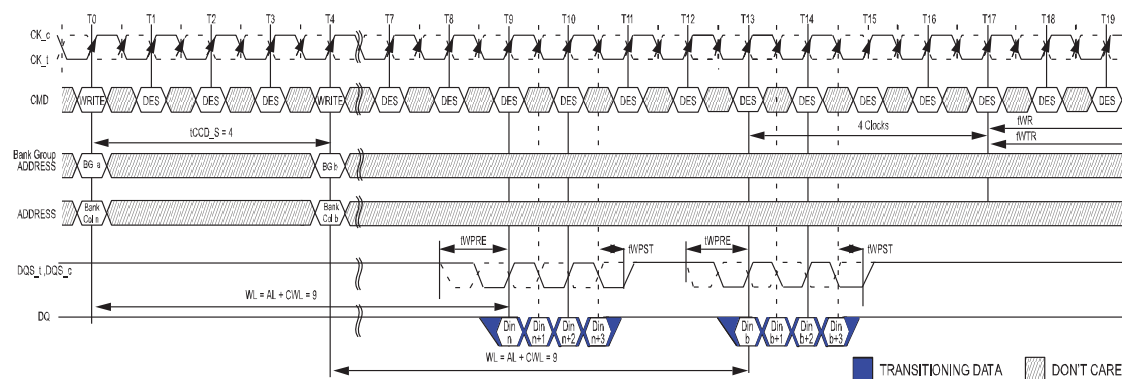 T0 T1 T2 T3 T4 T7 T8 T9 T10 T11 T12 T13 T14 T15 T16 T17 T18 T19
CK_c
CK_t
CMD WRITE DES DES DES WRITE DES DES DES DES DES DES DES DES DES DES DES DES DES
tCCD_S = 4 4 Clocks tWR
tWTR
Bank Group
ADDRESS BG a BG b
ADDRESS Bank Col n Bank Col b
tWPRE tWPST tWPRE tWPST
DQS_t ,DQS_c
WL = AL + CWL = 9
DQ Din n Din n+1 Din n+2 Din n+3 Din b Din b+1 Din b+2 Din b+3
WL = AL + CWL = 9
TRANSITIONING DATA DON'T CARE